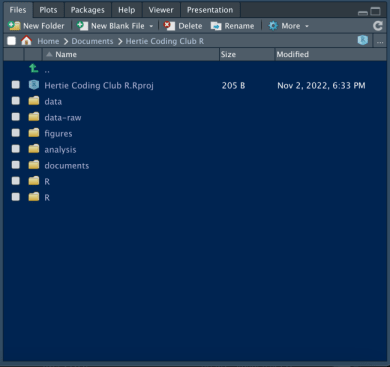 Files Plots Packages Help Viewer Presentation
New Folder New Blank File Delete Rename More
Home Documents Hertie Coding Club R R ...
Name Size Modified
..
Hertie Coding Club R.Rproj 205 B Nov 2, 2022, 6:33 PM
data
data-raw
figures
analysis
documents
R
R